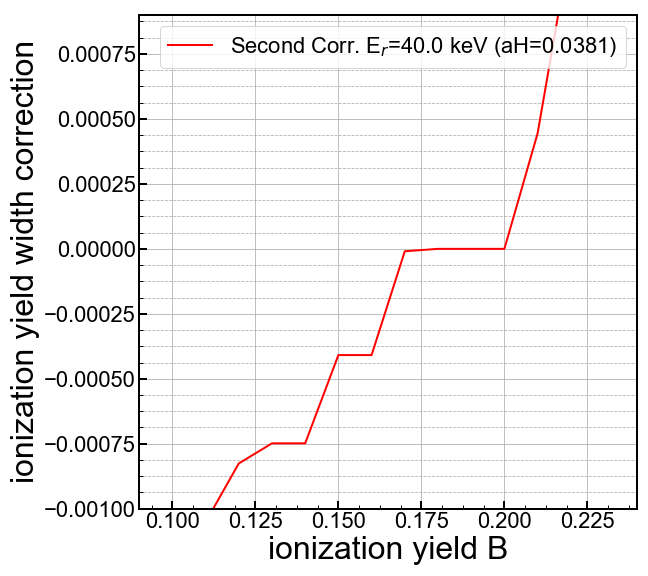 Second Corr. E_r=40.0 keV (aH=0.0381)
ionization yield width correction
0.00075
0.00050
0.00025
0.00000
−0.00025
−0.00050
−0.00075
−0.00100
0.100 0.125 0.150 0.175 0.200 0.225
ionization yield B